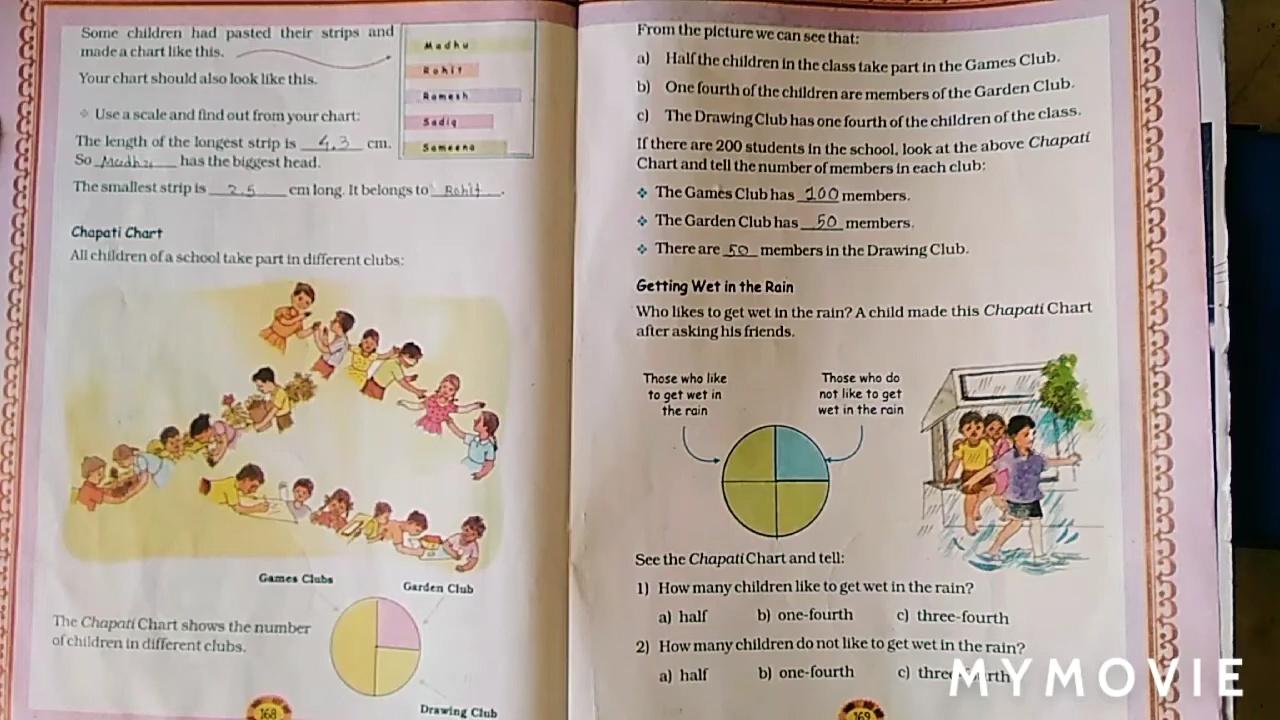 Some children had pasted their strips and
made a chart like this.
Your chart should also look like this.
Madhu
Rohit
Ramesh
Sadiq
Sameena
❖ Use a scale and find out from your chart:
The length of the longest strip is 4.3 cm.
So Madhu has the biggest head.
The smallest strip is 2.5 cm long. It belongs to Rohit.
Chapati Chart
All children of a school take part in different clubs:
Games Clubs
Garden Club
The Chapati Chart shows the number
of children in different clubs.
Drawing Club
168
From the picture we can see that:
a) Half the children in the class take part in the Games Club.
b) One fourth of the children are members of the Garden Club.
c) The Drawing Club has one fourth of the children of the class.
If there are 200 students in the school, look at the above Chapati
Chart and tell the number of members in each club:
❖ The Games Club has 100 members.
❖ The Garden Club has 50 members.
❖ There are 50 members in the Drawing Club.
Getting Wet in the Rain
Who likes to get wet in the rain? A child made this Chapati Chart
after asking his friends.
Those who like
to get wet in
the rain
Those who do
not like to get
wet in the rain
See the Chapati Chart and tell:
1) How many children like to get wet in the rain?
a) half b) one-fourth c) three-fourth
2) How many children do not like to get wet in the rain?
a) half b) one-fourth c) three-fourth
MYMOVIE
169